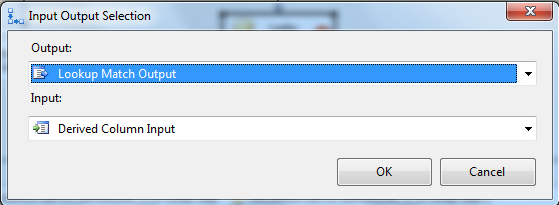 Input Output Selection
Output:
Lookup Match Output
Input:
Derived Column Input
OK
Cancel